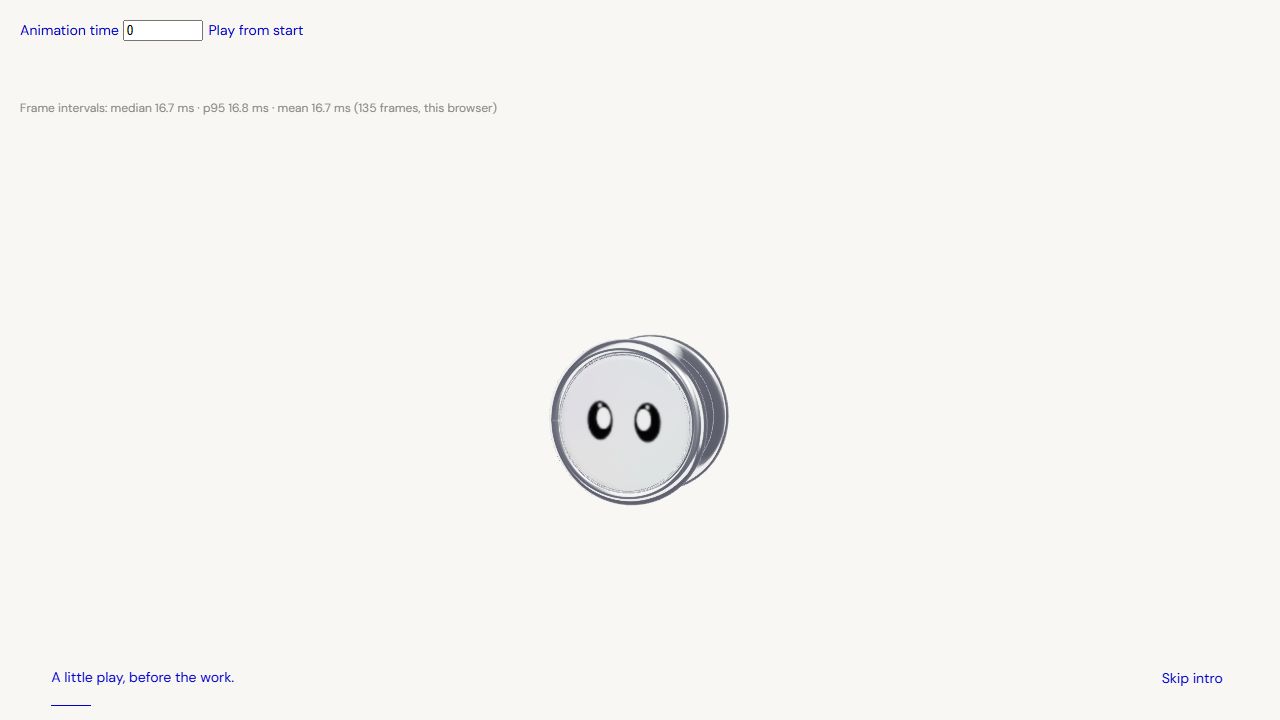 Animation time 0 Play from start
Frame intervals: median 16.7 ms · p95 16.8 ms · mean 16.7 ms (135 frames, this browser)
A little play, before the work.
Skip intro